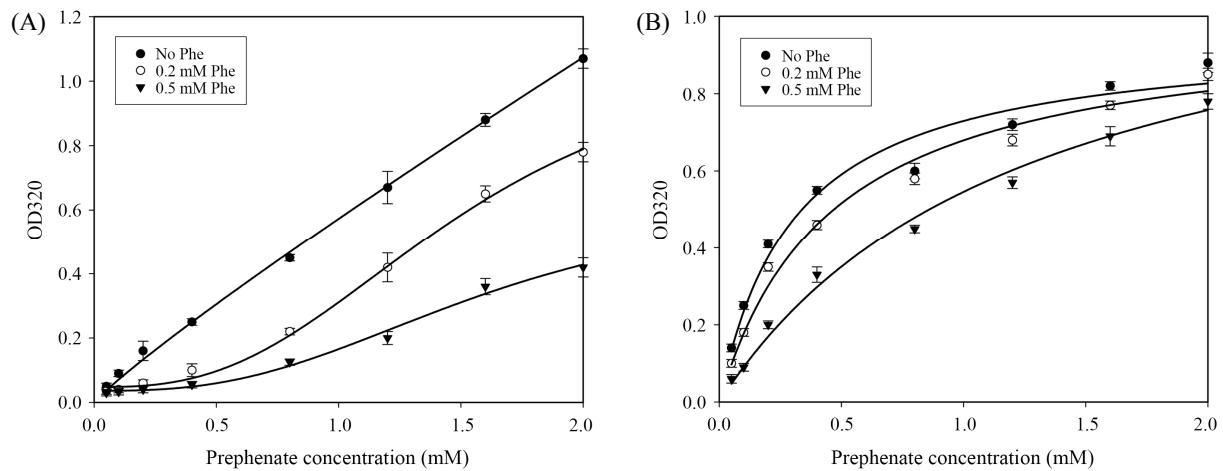 (A)
1.2
1.0
0.8
0.6
0.4
0.2
0.0
OD320
No Phe
0.2 mM Phe
0.5 mM Phe
0.0 0.5 1.0 1.5 2.0
Prephenate concentration (mM)
(B)
1.0
0.8
0.6
0.4
0.2
0.0
OD320
No Phe
0.2 mM Phe
0.5 mM Phe
0.0 0.5 1.0 1.5 2.0
Prephenate concentration (mM)